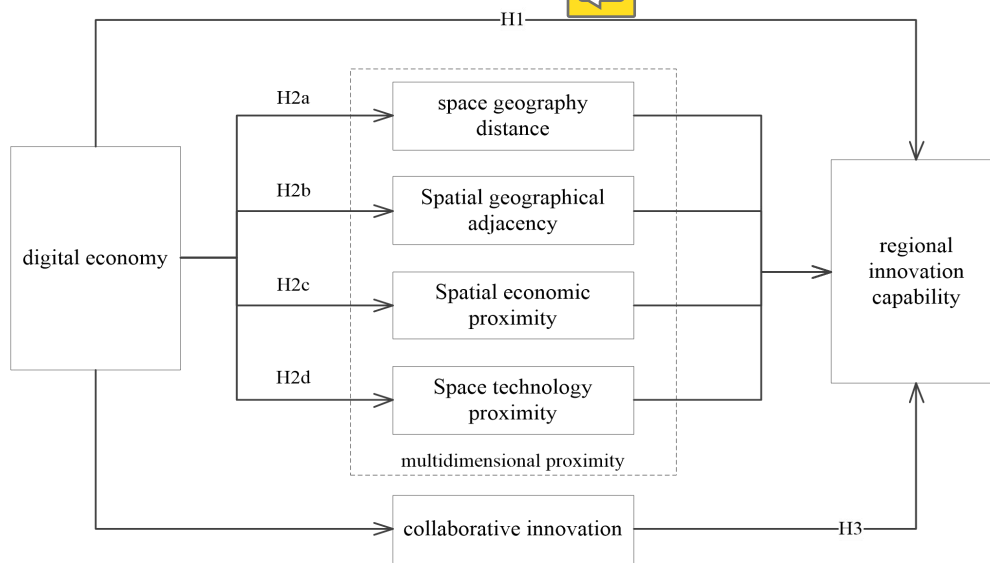 H1
H2a
space geography
distance
H2b
Spatial geographical
adjacency
digital economy
regional
innovation
capability
H2c
Spatial economic
proximity
H2d
Space technology
proximity
multidimensional proximity
collaborative innovation
H3